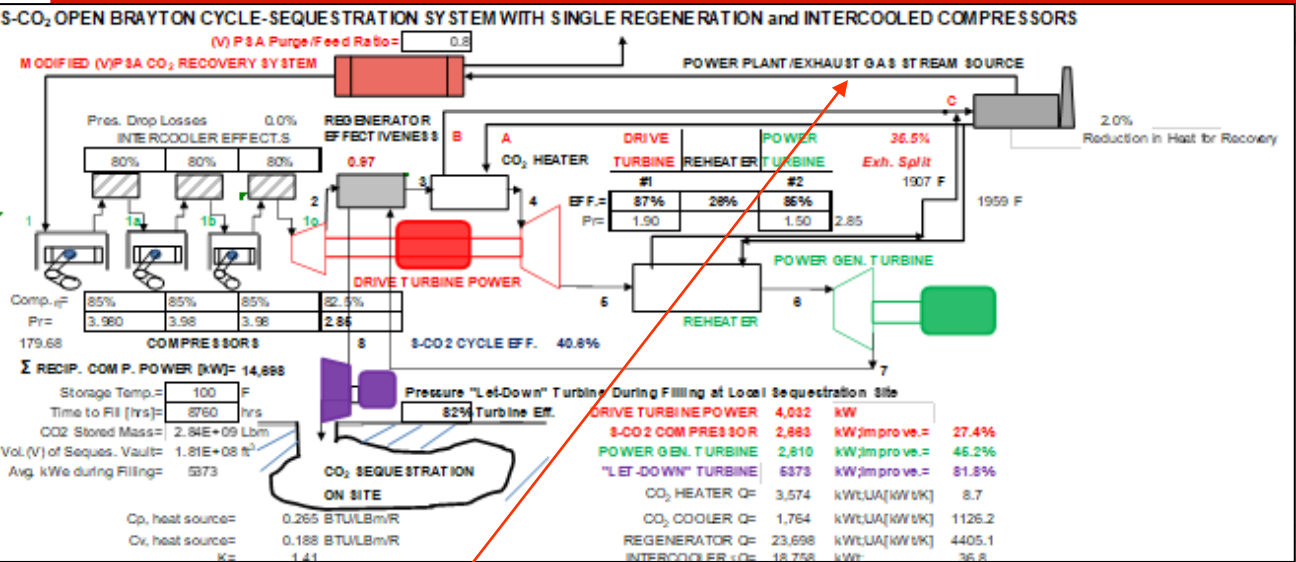 S-CO₂ OPEN BRAYTON CYCLE-SEQUESTRATION SYSTEM WITH SINGLE REGENERATION and INTERCOOLED COMPRESSORS
(V) PSA Purge/Feed Ratio= 0.8
MODIFIED (V)PSA CO₂ RECOVERY SYSTEM
POWER PLANT/EXHAUST GAS STREAM SOURCE
Pres. Drop Losses 0.0%
INTERCOOLER EFFECT.S
80% 80% 80%
REGENERATOR
EFFECTIVENESS
0.97
B A C
CO₂ HEATER
DRIVE POWER 36.5%
TURBINE REHEATER TURBINE Exh. Split
#1 #2 1907 F
EFF.= 87% 26% 85%
Pr= 1.90 1.50 2.85
2.0%
Reduction in Heat for Recovery
1959 F
1 1a 1b 1c 2 3 4
DRIVE TURBINE POWER
POWER GEN. TURBINE
5 6
REHEATER
Comp.η= 85% 85% 85% 82.5%
Pr= 3.980 3.98 3.98 2.85
179.68 COMPRESSORS 8 S-CO2 CYCLE EFF. 40.6%
7
Σ RECIP. COMP. POWER [kW]= 14,698
Storage Temp.= 100 F
Time to Fill [hrs]= 8760 hrs
CO2 Stored Mass= 2.84E+09 Lbm
Vol.(V) of Seques. Vault= 1.81E+08 ft³
Avg. kWe during Filling= 5373
Pressure "Let-Down" Turbine During Filling at Local Sequestration Site
82% Turbine Eff.
CO₂ SEQUESTRATION
ON SITE
DRIVE TURBINE POWER 4,032 kW
S-CO2 COMPRESSOR 2,663 kW;Improve.= 27.4%
POWER GEN. TURBINE 2,610 kW;Improve.= 45.2%
"LET-DOWN" TURBINE 5373 kW;Improve.= 81.8%
CO₂ HEATER Q= 3,574 kWt;UA[kWt/K] 8.7
CO₂ COOLER Q= 1,764 kWt;UA[kWt/K] 1126.2
REGENERATOR Q= 23,698 kWt;UA[kWt/K] 4405.1
INTERCOOLER sQ= 18,758 kWt; 36.8
Cp, heat source= 0.265 BTU/LBm/R
Cv, heat source= 0.188 BTU/LBm/R
K= 1.41